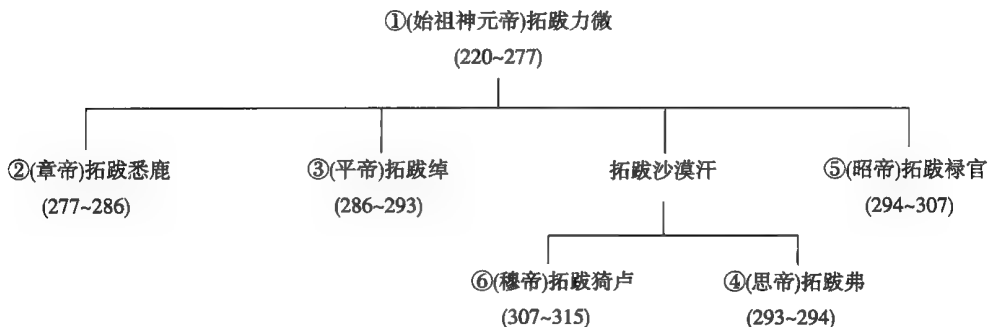 ①(始祖神元帝)拓跋力微
(220~277)
②(章帝)拓跋悉鹿
(277~286)
③(平帝)拓跋绰
(286~293)
拓跋沙漠汗
⑤(昭帝)拓跋禄官
(294~307)
⑥(穆帝)拓跋猗卢
(307~315)
④(思帝)拓跋弗
(293~294)